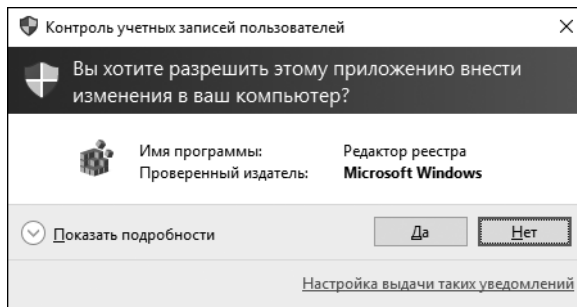 Контроль учетных записей пользователей
Вы хотите разрешить этому приложению внести
изменения в ваш компьютер?
Имя программы: Редактор реестра
Проверенный издатель: Microsoft Windows
Показать подробности Да Нет
Настройка выдачи таких уведомлений